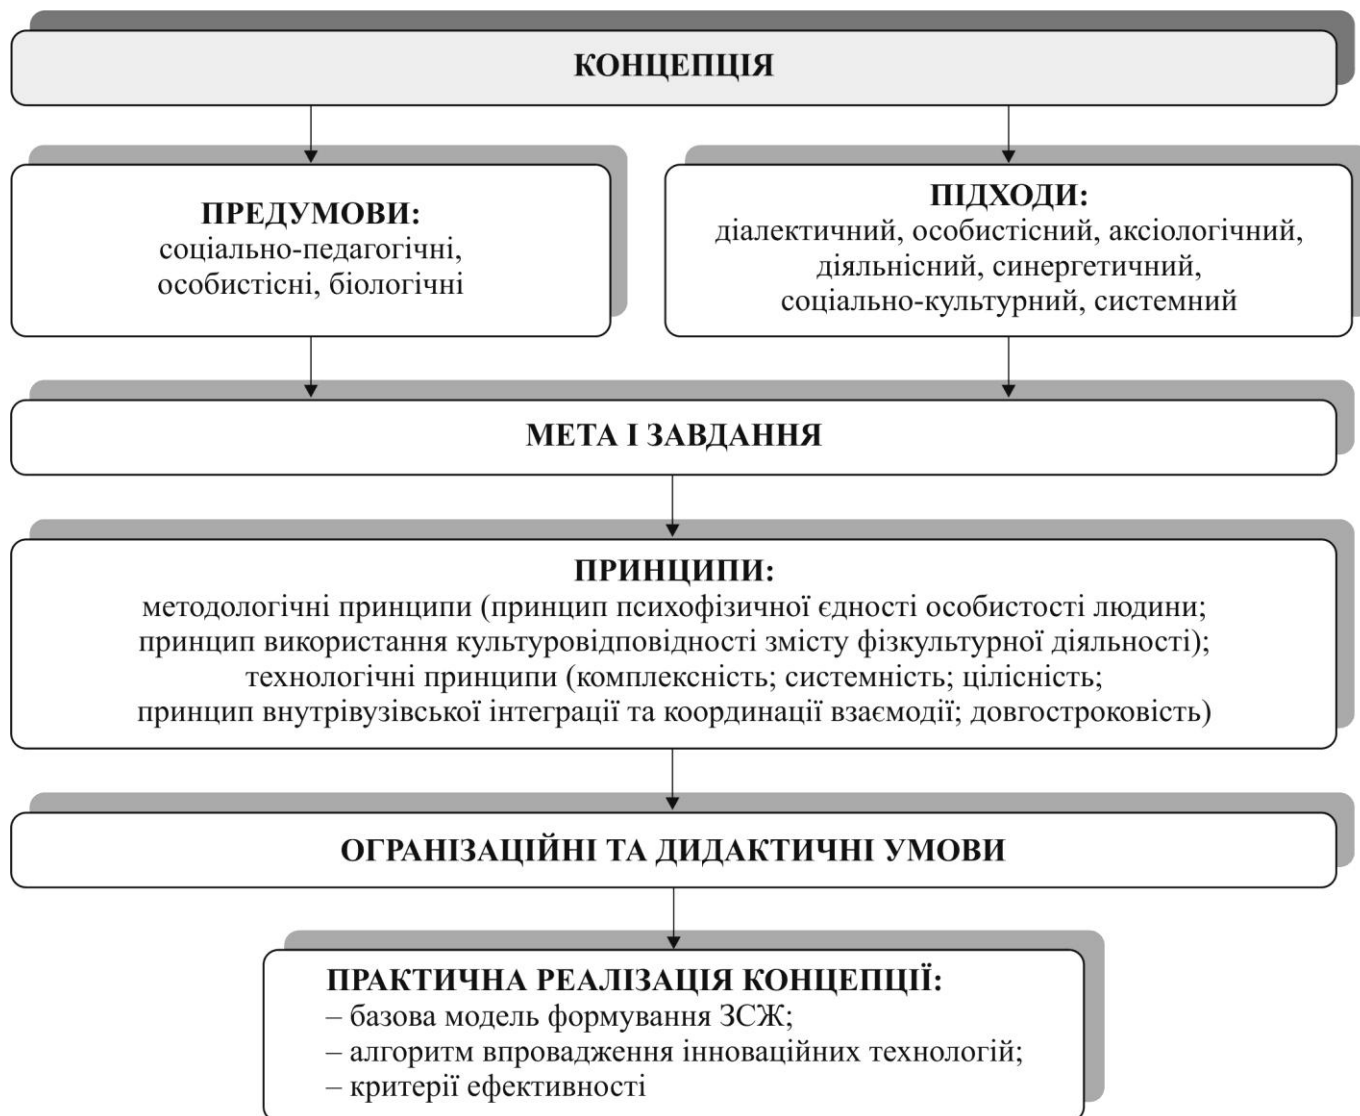 КОНЦЕПЦІЯ
ПРЕДУМОВИ:
соціально-педагогічні,
особистісні, біологічні
ПІДХОДИ:
діалектичний, особистісний, аксіологічний,
діяльнісний, синергетичний,
соціально-культурний, системний
МЕТА І ЗАВДАННЯ
ПРИНЦИПИ:
методологічні принципи (принцип психофізичної єдності особистості людини;
принцип використання культуровідповідності змісту фізкультурної діяльності);
технологічні принципи (комплексність; системність; цілісність;
принцип внутрівузівської інтеграції та координації взаємодії; довгостроковість)
ОГРАНІЗАЦІЙНІ ТА ДИДАКТИЧНІ УМОВИ
ПРАКТИЧНА РЕАЛІЗАЦІЯ КОНЦЕПЦІЇ:
– базова модель формування ЗСЖ;
– алгоритм впровадження інноваційних технологій;
– критерії ефективності